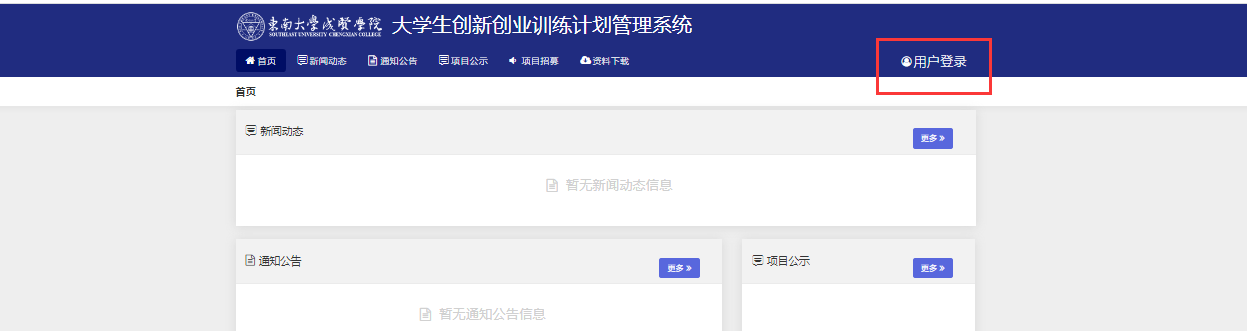 东南大学成贤学院 大学生创新创业训练计划管理系统
SOUTHEAST UNIVERSITY CHENGXIAN COLLEGE
首页 新闻动态 通知公告 项目公示 项目招募 资料下载 用户登录
首页
新闻动态 更多
暂无新闻动态信息
通知公告 更多 项目公示 更多
暂无通知公告信息